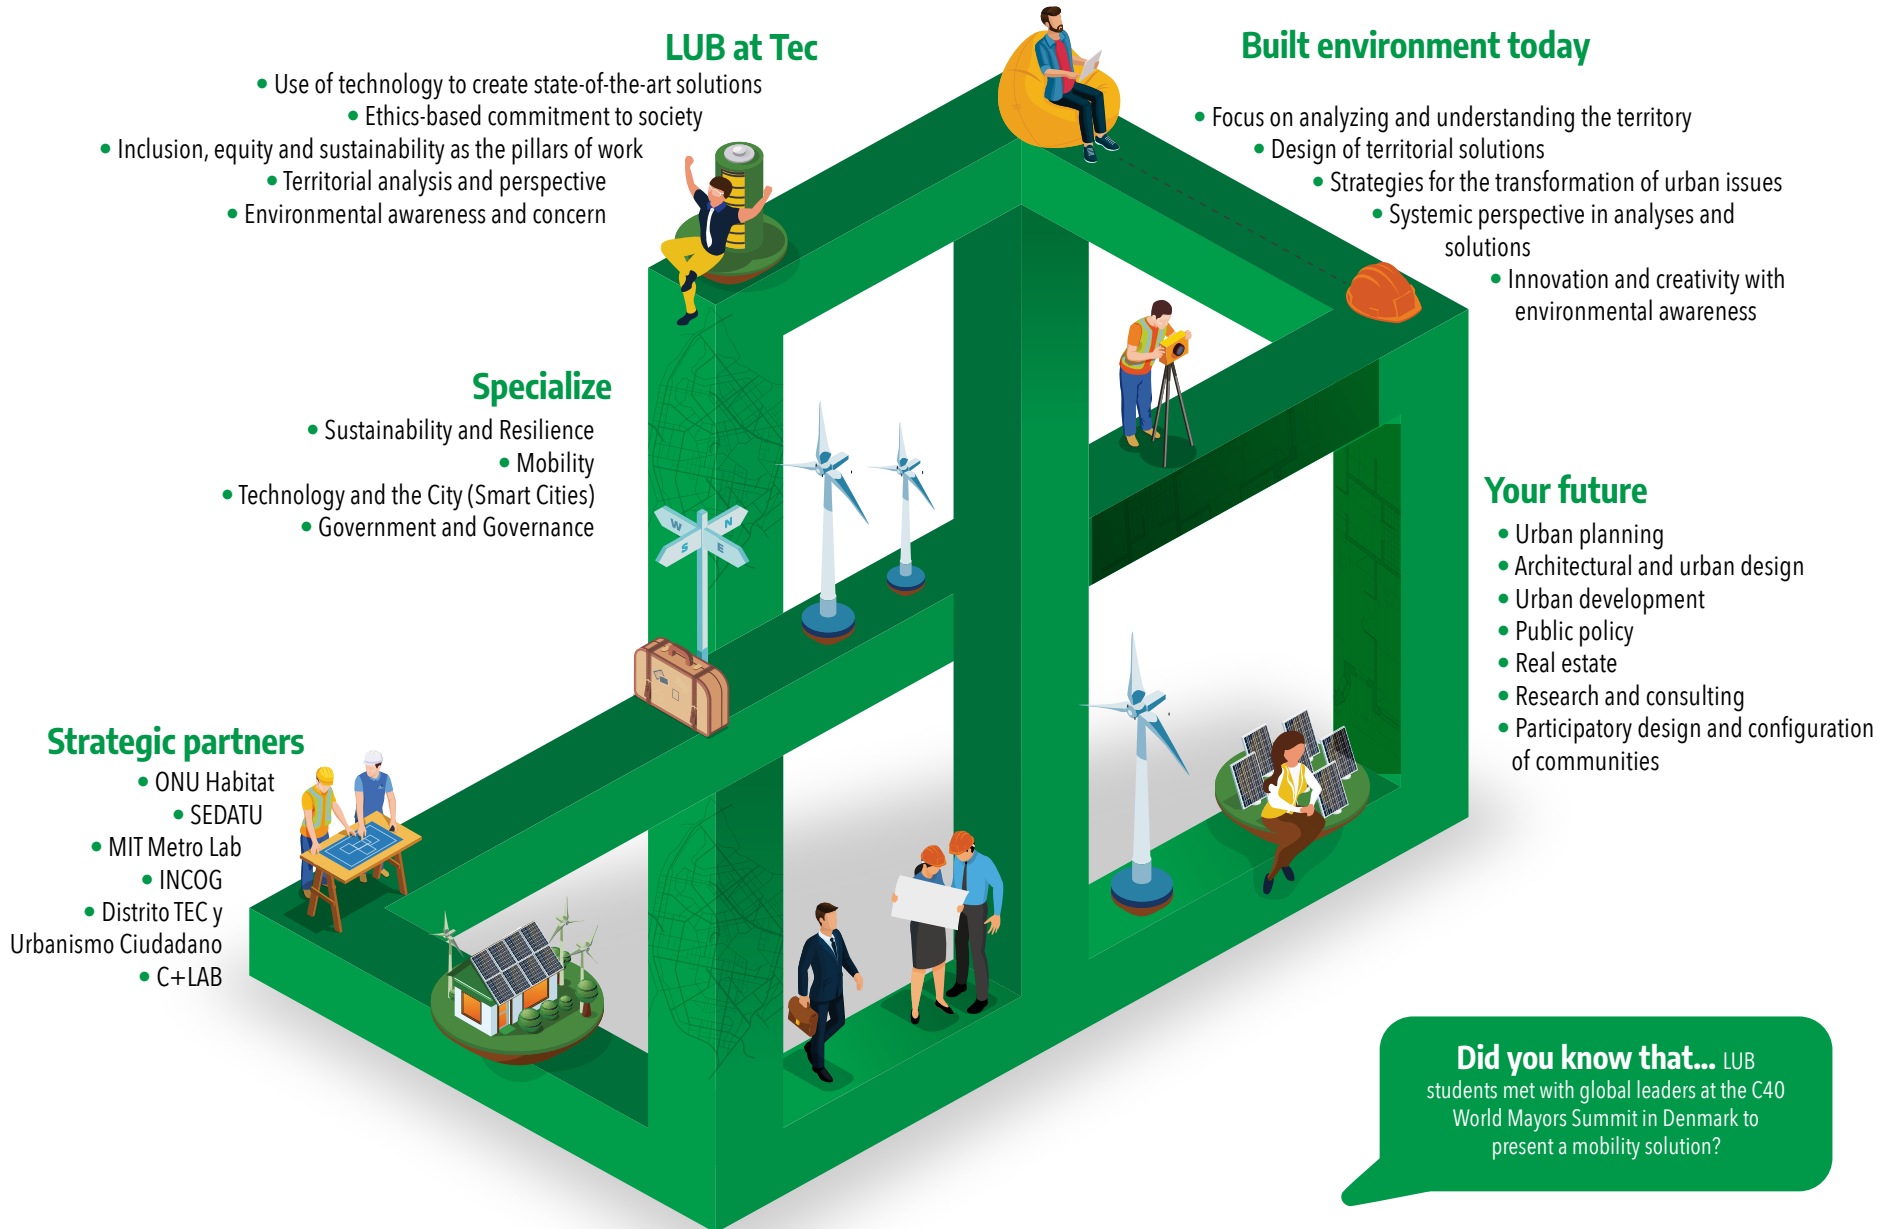 LUB at Tec
• Use of technology to create state-of-the-art solutions
• Ethics-based commitment to society
• Inclusion, equity and sustainability as the pillars of work
• Territorial analysis and perspective
• Environmental awareness and concern
Built environment today
• Focus on analyzing and understanding the territory
• Design of territorial solutions
• Strategies for the transformation of urban issues
• Systemic perspective in analyses and
solutions
• Innovation and creativity with
environmental awareness
Specialize
• Sustainability and Resilience
• Mobility
• Technology and the City (Smart Cities)
• Government and Governance
W N
S E
Your future
• Urban planning
• Architectural and urban design
• Urban development
• Public policy
• Real estate
• Research and consulting
• Participatory design and configuration
of communities
Strategic partners
• ONU Habitat
• SEDATU
• MIT Metro Lab
• INCOG
• Distrito TEC y
Urbanismo Ciudadano
• C+LAB
Did you know that... LUB
students met with global leaders at the C40
World Mayors Summit in Denmark to
present a mobility solution?